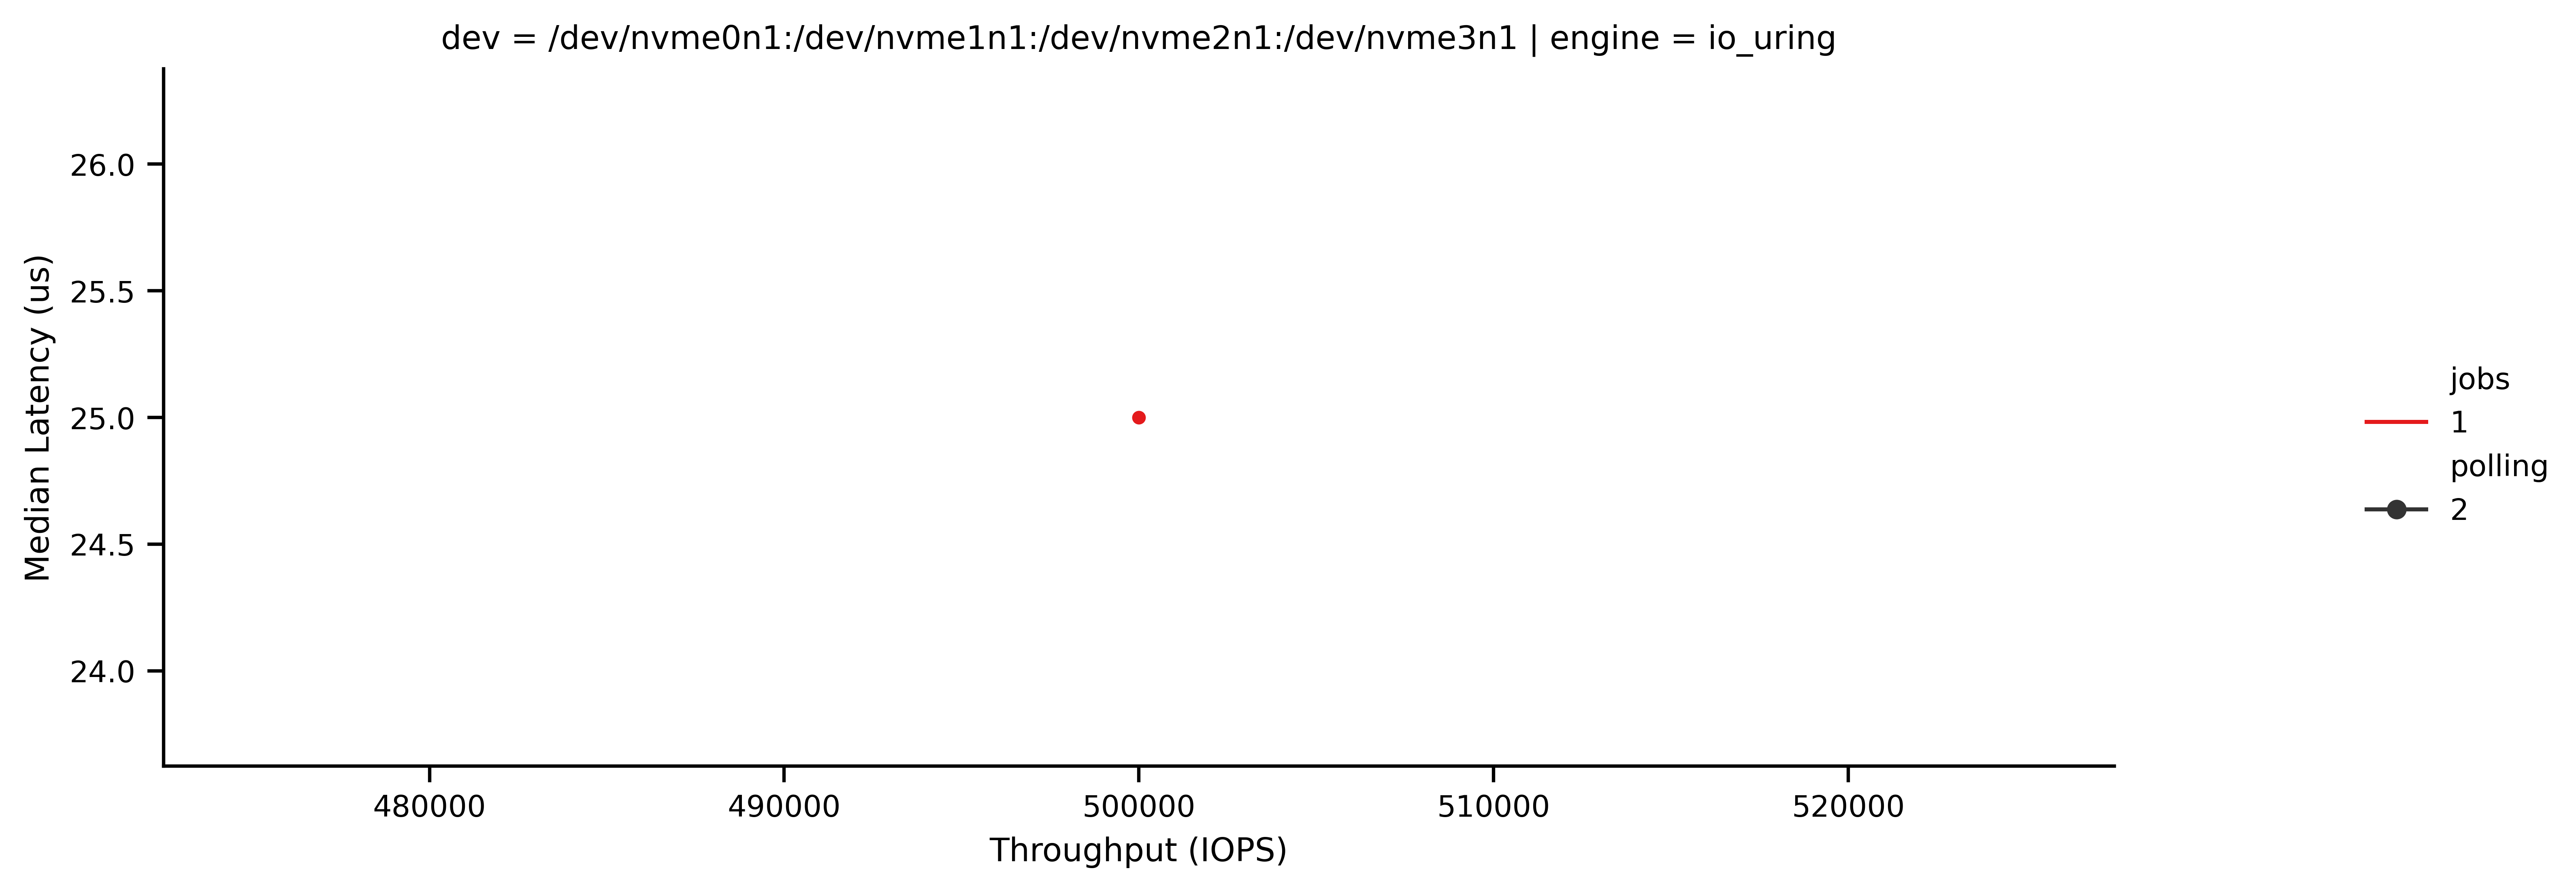 dev = /dev/nvme0n1:/dev/nvme1n1:/dev/nvme2n1:/dev/nvme3n1 | engine = io_uring
Median Latency (us)
26.0
25.5
25.0
24.5
24.0
480000
490000
500000
510000
520000
Throughput (IOPS)
jobs
1
polling
2